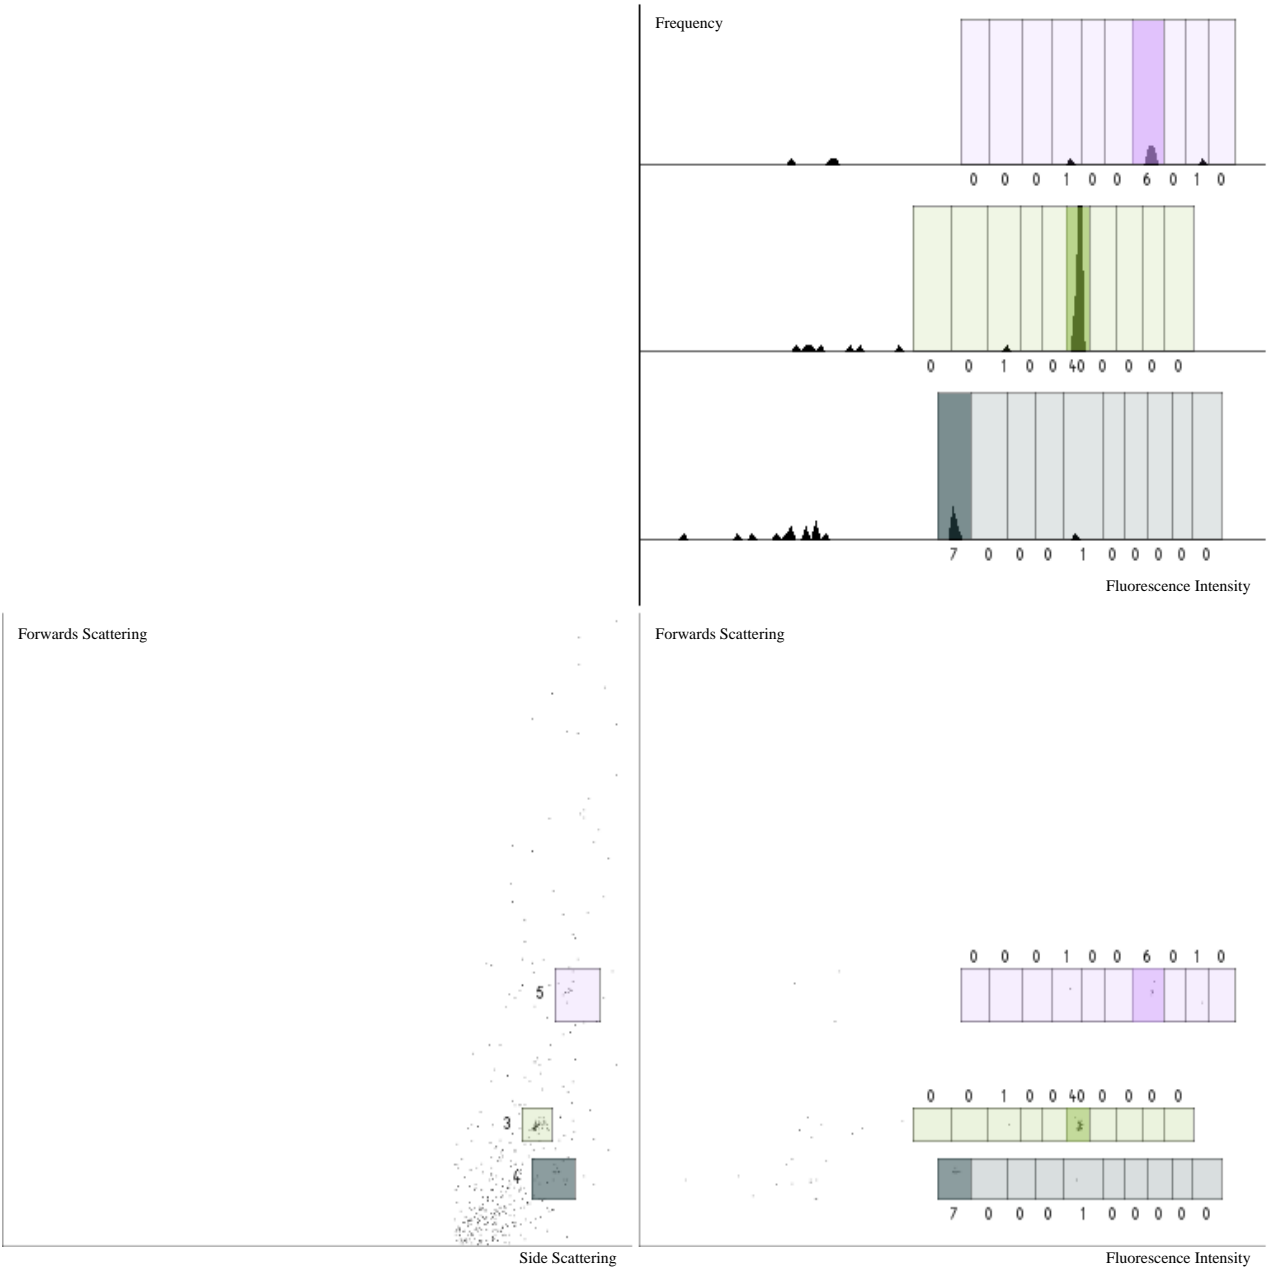 Frequency
0 0 0 1 0 0 6 0 1 0
0 0 1 0 0 40 0 0 0 0
7 0 0 0 1 0 0 0 0 0
Fluorescence Intensity
Forwards Scattering
5
3
4
Side Scattering
Forwards Scattering
0 0 0 1 0 0 6 0 1 0
0 0 1 0 0 40 0 0 0 0
7 0 0 0 1 0 0 0 0 0
Fluorescence Intensity